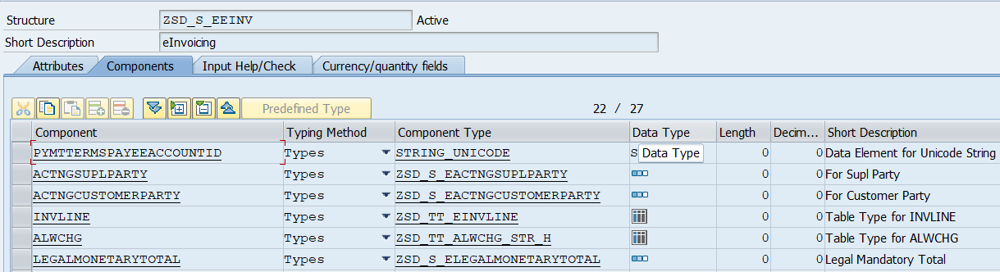 Structure ZSD_S_EEINV Active
Short Description eInvoicing
Attributes Components Input Help/Check Currency/quantity fields
Predefined Type 22 / 27
Component Typing Method Component Type Data Type Length Decim... Short Description
PYMTTERMSPAYEEACCOUNTID Types STRING_UNICODE S Data Type 0 0 Data Element for Unicode String
ACTNGSUPLPARTY Types ZSD_S_EACTNGSUPLPARTY 0 0 For Supl Party
ACTNGCUSTOMERPARTY Types ZSD_S_EACTNGCUSTOMERPARTY 0 0 For Customer Party
INVLINE Types ZSD_TT_EINVLINE 0 0 Table Type for INVLINE
ALWCHG Types ZSD_TT_ALWCHG_STR_H 0 0 Table Type for ALWCHG
LEGALMONETARYTOTAL Types ZSD_S_ELEGALMONETARYTOTAL 0 0 Legal Mandatory Total